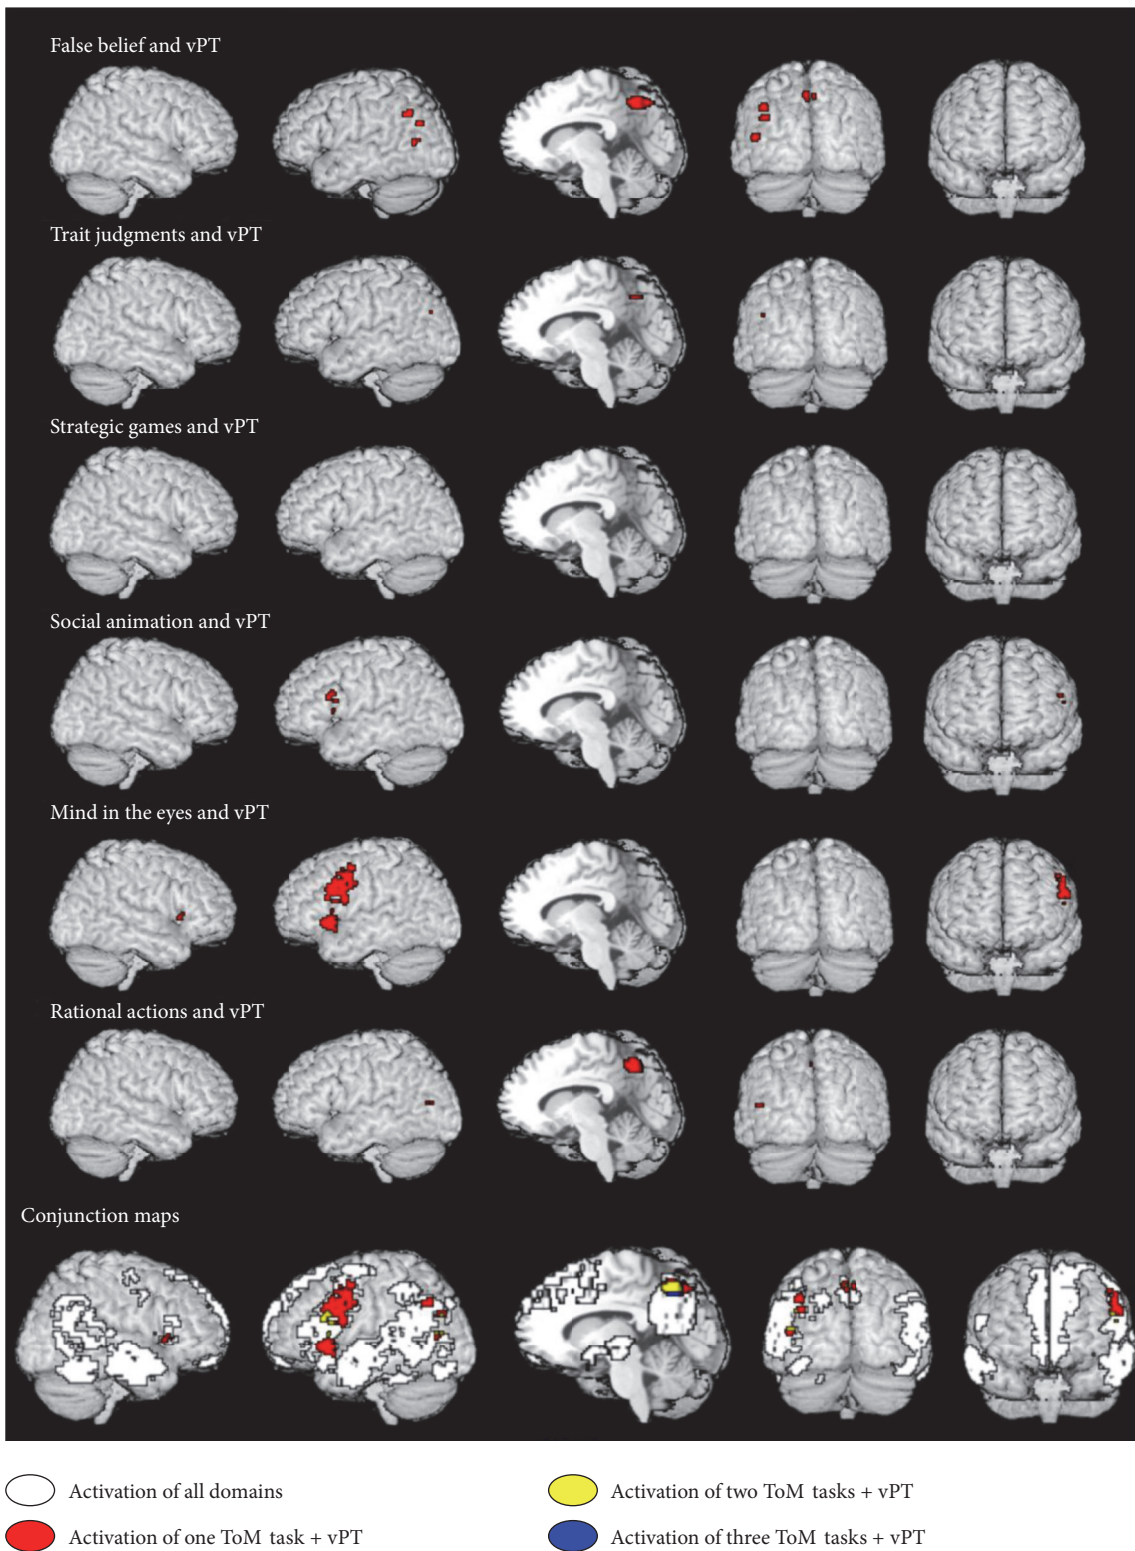 False belief and vPT
Trait judgments and vPT
Strategic games and vPT
Social animation and vPT
Mind in the eyes and vPT
Rational actions and vPT
Conjunction maps
Activation of all domains
Activation of two ToM tasks + vPT
Activation of one ToM task + vPT
Activation of three ToM tasks + vPT